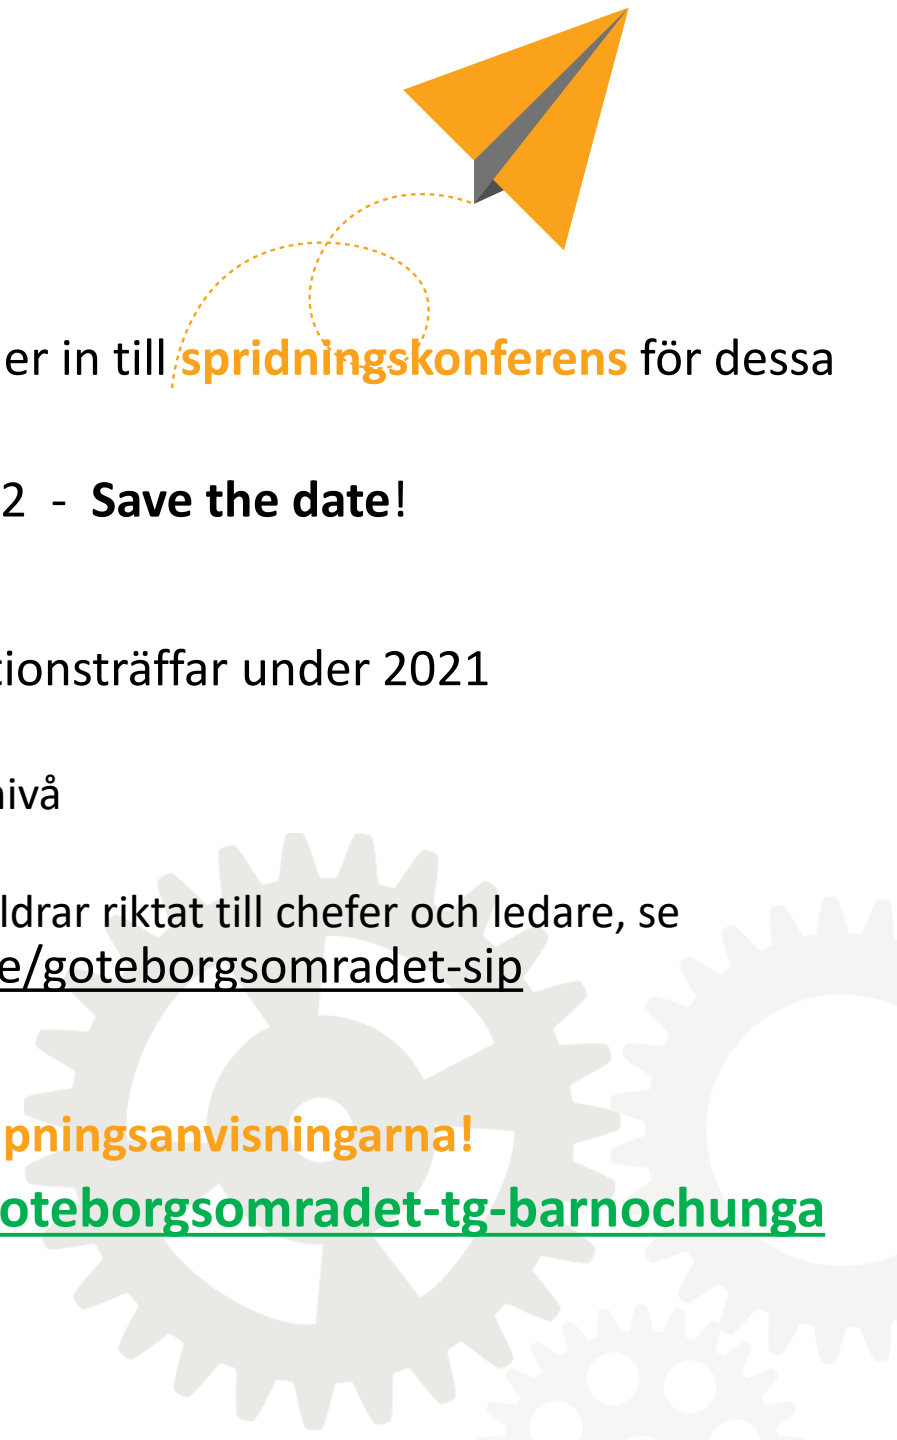 er in till spridningskonferens för dessa
2 - Save the date!
tionsträffar under 2021
nivå
ldrar riktat till chefer och ledare, se
e/goteborgsomradet-sip
pningsanvisningarna!
oteborgsomradet-tg-barnochunga